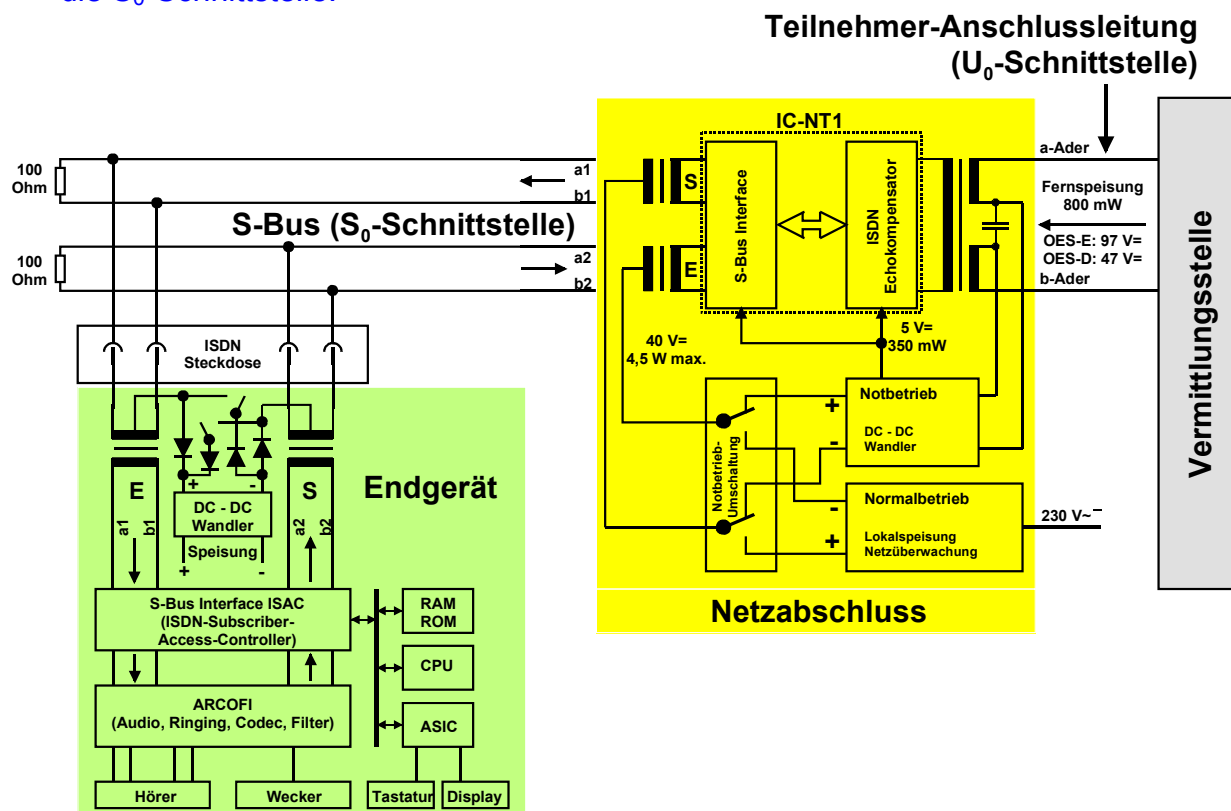 die S₀-Schnittstelle.
Teilnehmer-Anschlussleitung
(U₀-Schnittstelle)
IC-NT1
100
Ohm
a1
b1
S
S-Bus Interface
ISDN
Echokompensator
a-Ader
Fernspeisung
800 mW
S-Bus (S₀-Schnittstelle)
100
Ohm
a2
b2
E
OES-E: 97 V=
OES-D: 47 V=
b-Ader
Vermittlungsstelle
ISDN
Steckdose
40 V=
4,5 W max.
5 V=
350 mW
Notbetrieb-
Umschaltung
+
-
Notbetrieb
DC - DC
Wandler
-
+
Normalbetrieb
Lokalspeisung
Netzüberwachung
230 V~
Netzabschluss
Endgerät
E
a1
b1
+
-
DC - DC
Wandler
Speisung
+
-
S
a2
b2
S-Bus Interface ISAC
(ISDN-Subscriber-
Access-Controller)
RAM
ROM
CPU
ARCOFI
(Audio, Ringing, Codec, Filter)
ASIC
Hörer
Wecker
Tastatur
Display